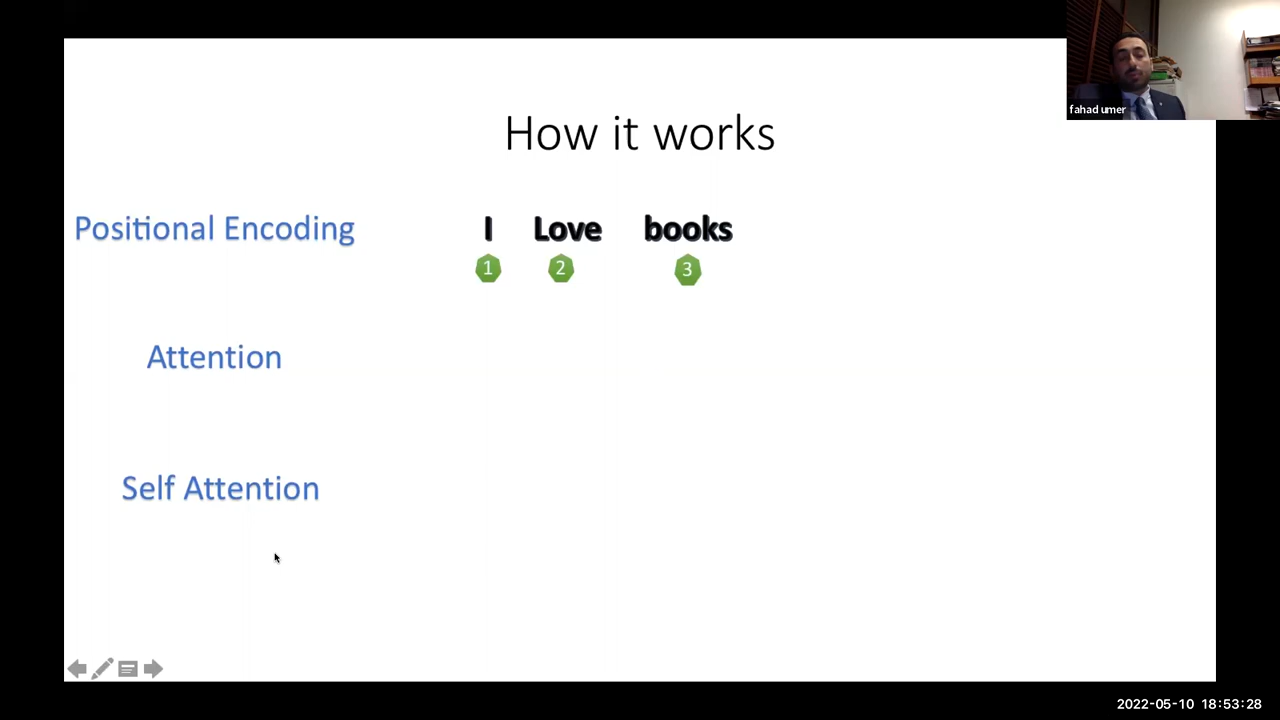 fahad umer
How it works
Positional Encoding
I Love books
1 2 3
Attention
Self Attention
2022-05-10 18:53:28